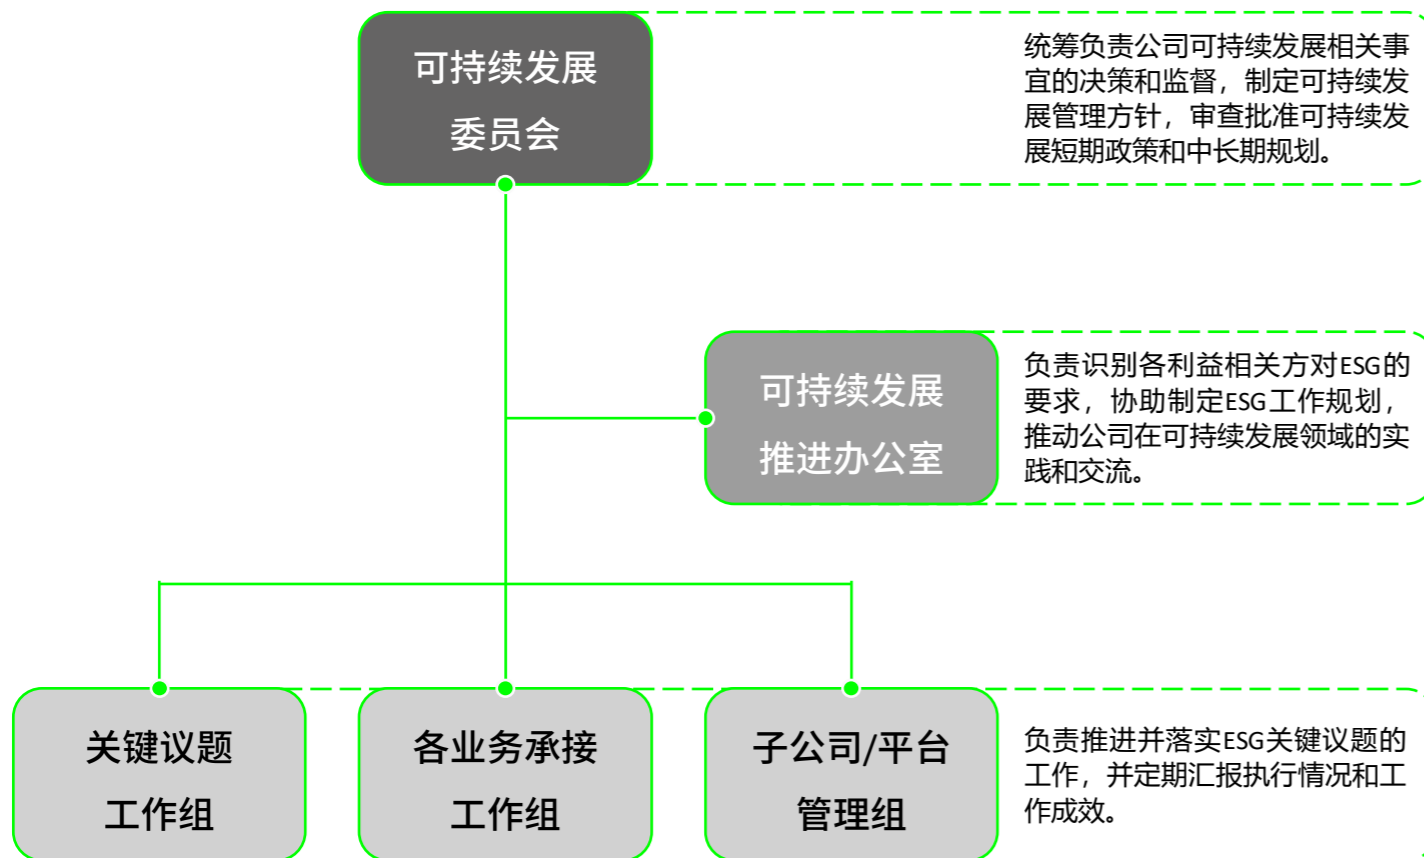 可持续发展
委员会
统筹负责公司可持续发展相关事
宜的决策和监督，制定可持续发
展管理方针，审查批准可持续发
展短期政策和中长期规划。
可持续发展
推进办公室
负责识别各利益相关方对ESG的
要求，协助制定ESG工作规划，
推动公司在可持续发展领域的实
践和交流。
关键议题
工作组
各业务承接
工作组
子公司/平台
管理组
负责推进并落实ESG关键议题的
工作，并定期汇报执行情况和工
作成效。